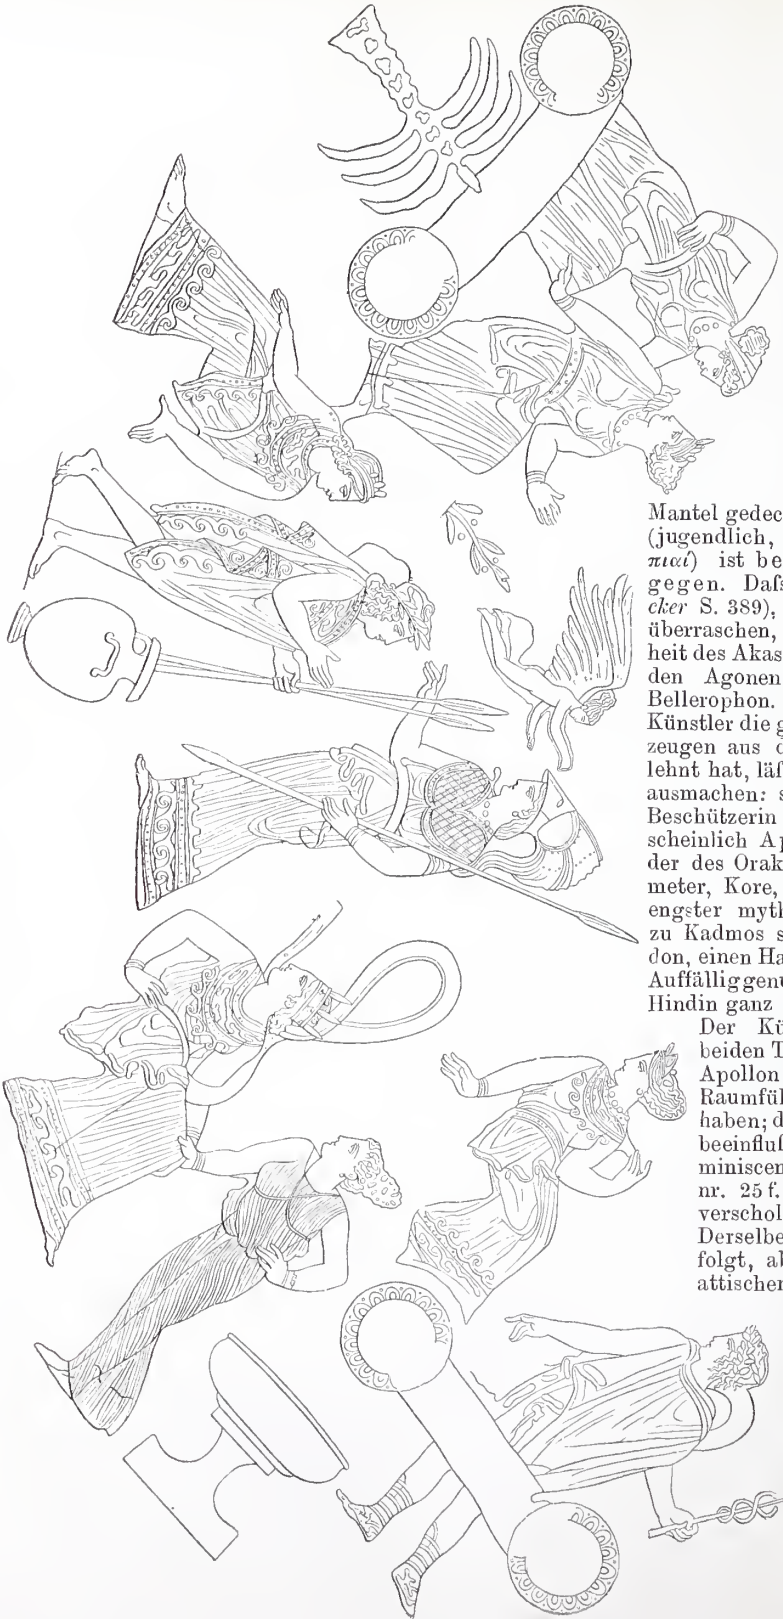 Mantel gedec
(jugendlich,
πιαί) ist be
gegen. Daſs
cker S. 389),
überraschen,
heit des Akas
den Agonen
Bellerophon.
Künstler die g
zeugen aus d
lehnt hat, läſ
ausmachen: s
Beschützerin
scheinlich Ap
der des Orak
meter, Kore,
engster myth
zu Kadmos s
don, einen Ha
Auffälliggenu
Hindin ganz
Der Kü
beiden T
Apollon
Raumfül
haben; d
beeinfluſ
miniscen
nr. 25 f.
verschol
Derselbe
folgt, al
attischen